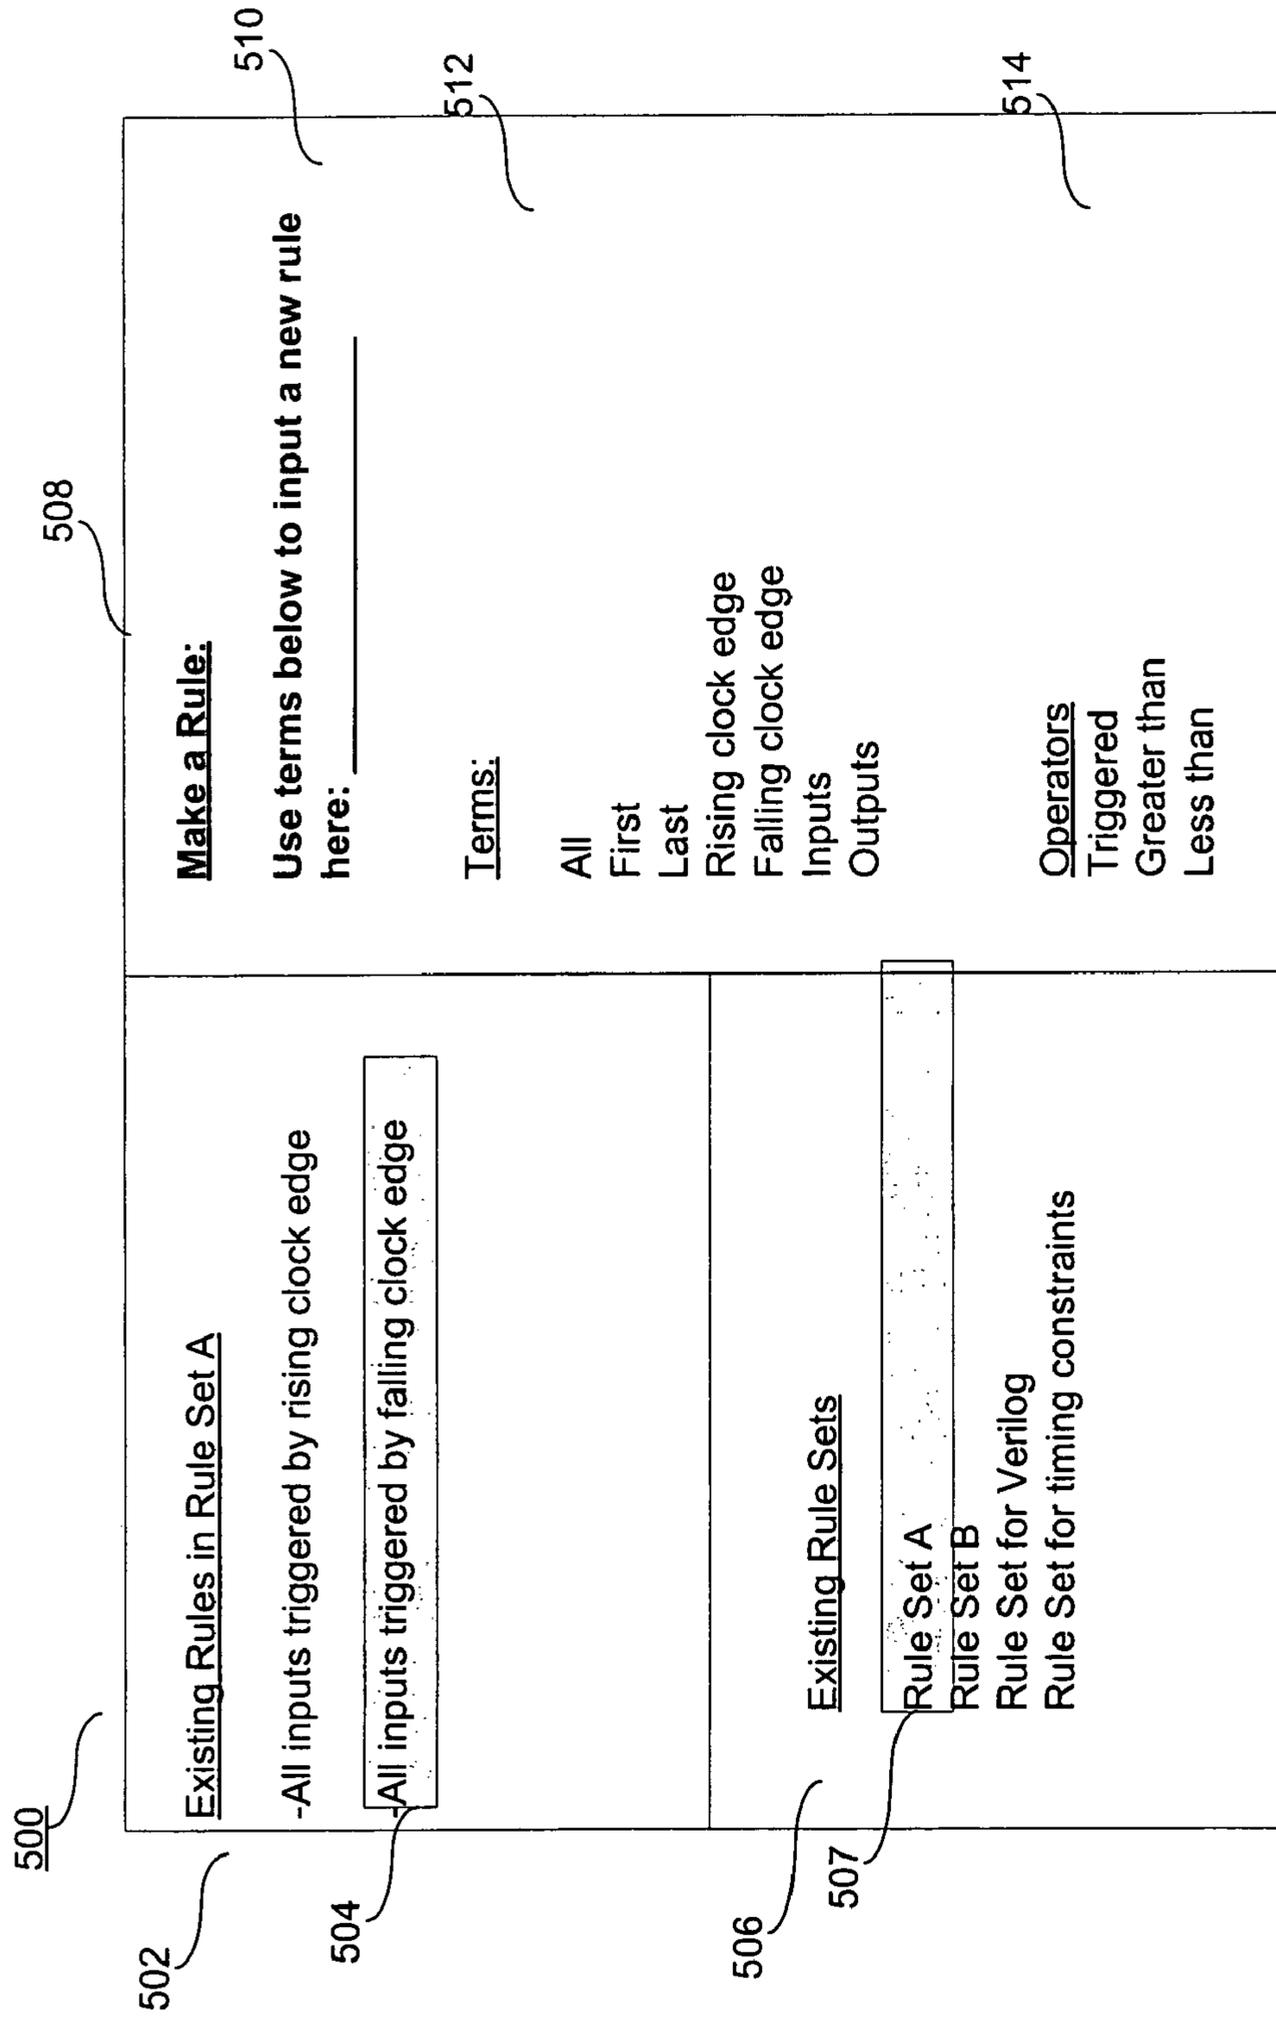 500
502
Existing Rules in Rule Set A
-All inputs triggered by rising clock edge
504
-All inputs triggered by falling clock edge
506
Existing Rule Sets
507
Rule Set A
Rule Set B
Rule Set for Verilog
Rule Set for timing constraints
508
Make a Rule:
510
Use terms below to input a new rule
here:
512
Terms:
All
First
Last
Rising clock edge
Falling clock edge
Inputs
Outputs
514
Operators
Triggered
Greater than
Less than